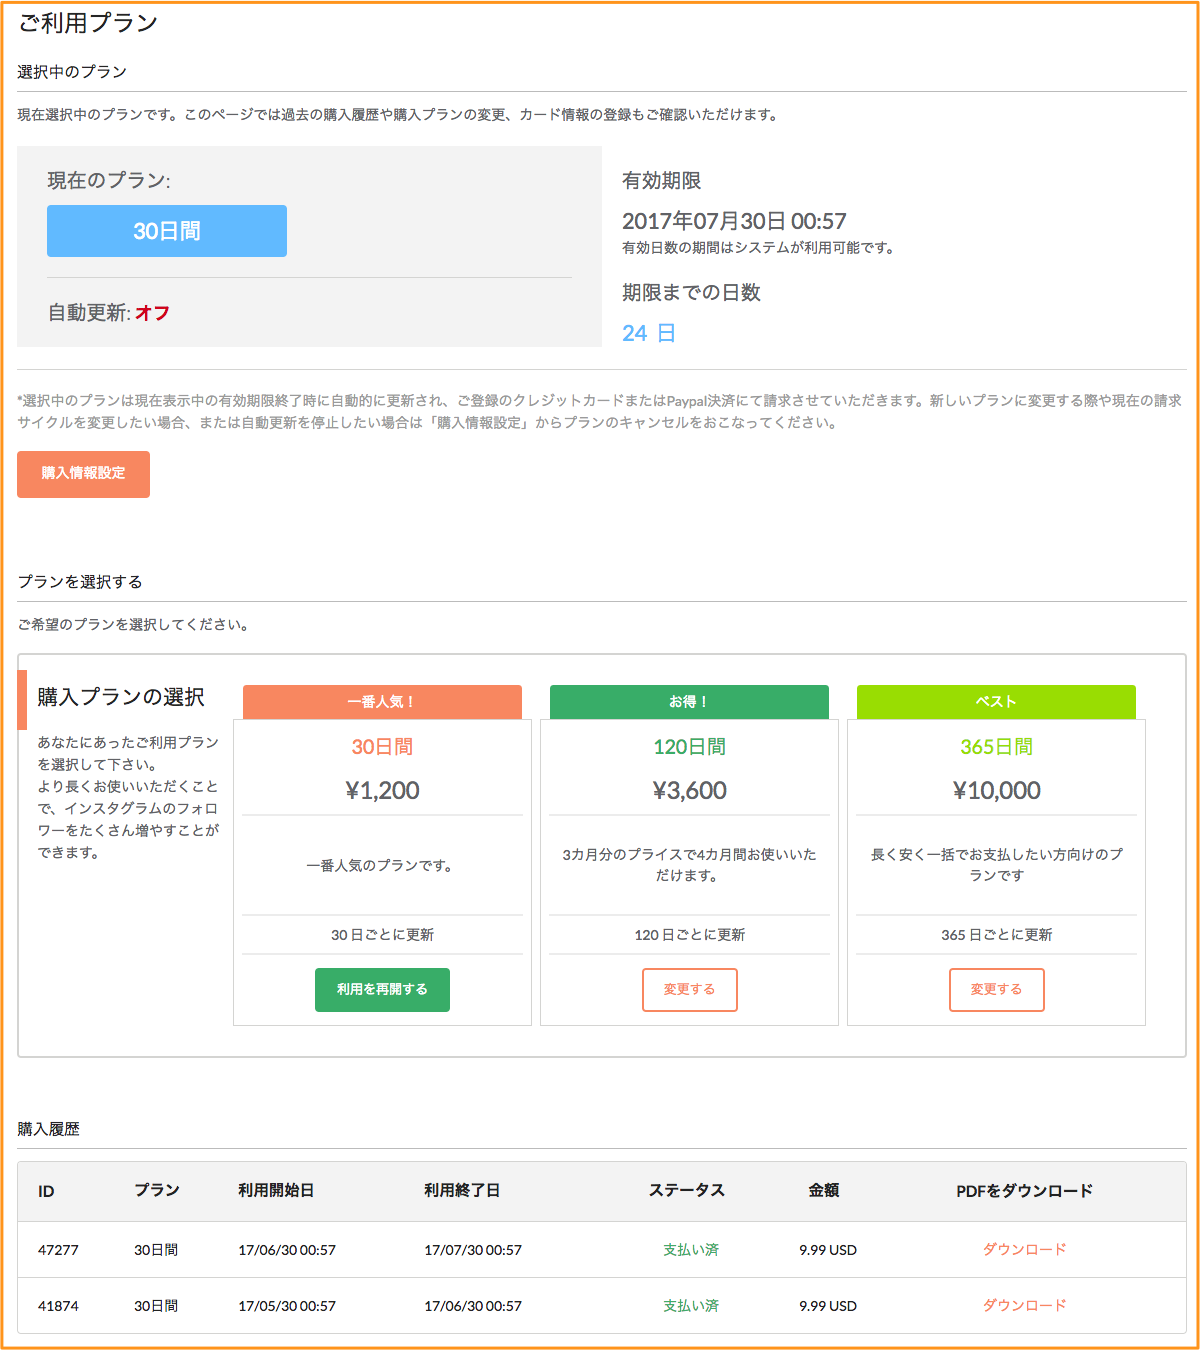 ご利用プラン
選択中のプラン
現在選択中のプランです。このページでは過去の購入履歴や購入プランの変更、カード情報の登録もご確認いただけます。
現在のプラン:
30日間
自動更新: オフ
有効期限
2017年07月30日 00:57
有効日数の期間はシステムが利用可能です。
期限までの日数
24 日
*選択中のプランは現在表示中の有効期限終了時に自動的に更新され、ご登録のクレジットカードまたはPaypal決済にて請求させていただきます。新しいプランに変更する際や現在の請求
サイクルを変更したい場合、または自動更新を停止したい場合は「購入情報設定」からプランのキャンセルをおこなってください。
購入情報設定
プランを選択する
ご希望のプランを選択してください。
購入プランの選択
あなたにあったご利用プラン
を選択して下さい。
より長くお使いいただくこと
で、インスタグラムのフォロ
ワーをたくさん増やすことが
できます。
一番人気！
30日間
¥1,200
一番人気のプランです。
30 日ごとに更新
利用を再開する
お得！
120日間
¥3,600
3カ月分のプライスで4カ月間お使いいた
だけます。
120 日ごとに更新
変更する
ベスト
365日間
¥10,000
長く安く一括でお支払したい方向けのプ
ランです
365 日ごとに更新
変更する
購入履歴
ID プラン 利用開始日 利用終了日 ステータス 金額 PDFをダウンロード
47277 30日間 17/06/30 00:57 17/07/30 00:57 支払い済 9.99 USD ダウンロード
41874 30日間 17/05/30 00:57 17/06/30 00:57 支払い済 9.99 USD ダウンロード